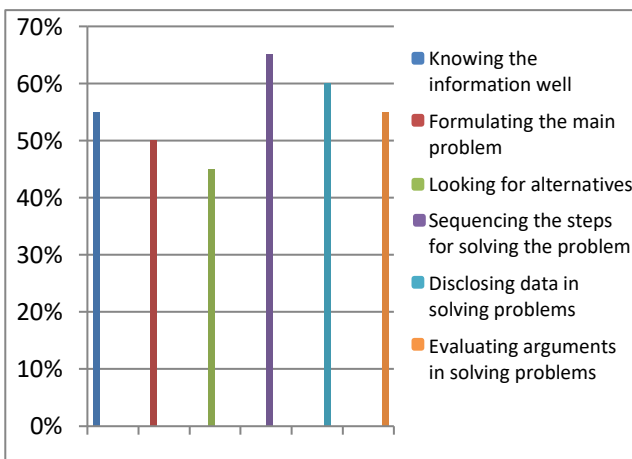 70%
60%
50%
40%
30%
20%
10%
0%
Knowing the
information well
Formulating the main
problem
Looking for alternatives
Sequencing the steps
for solving the problem
Disclosing data in
solving problems
Evaluating arguments
in solving problems